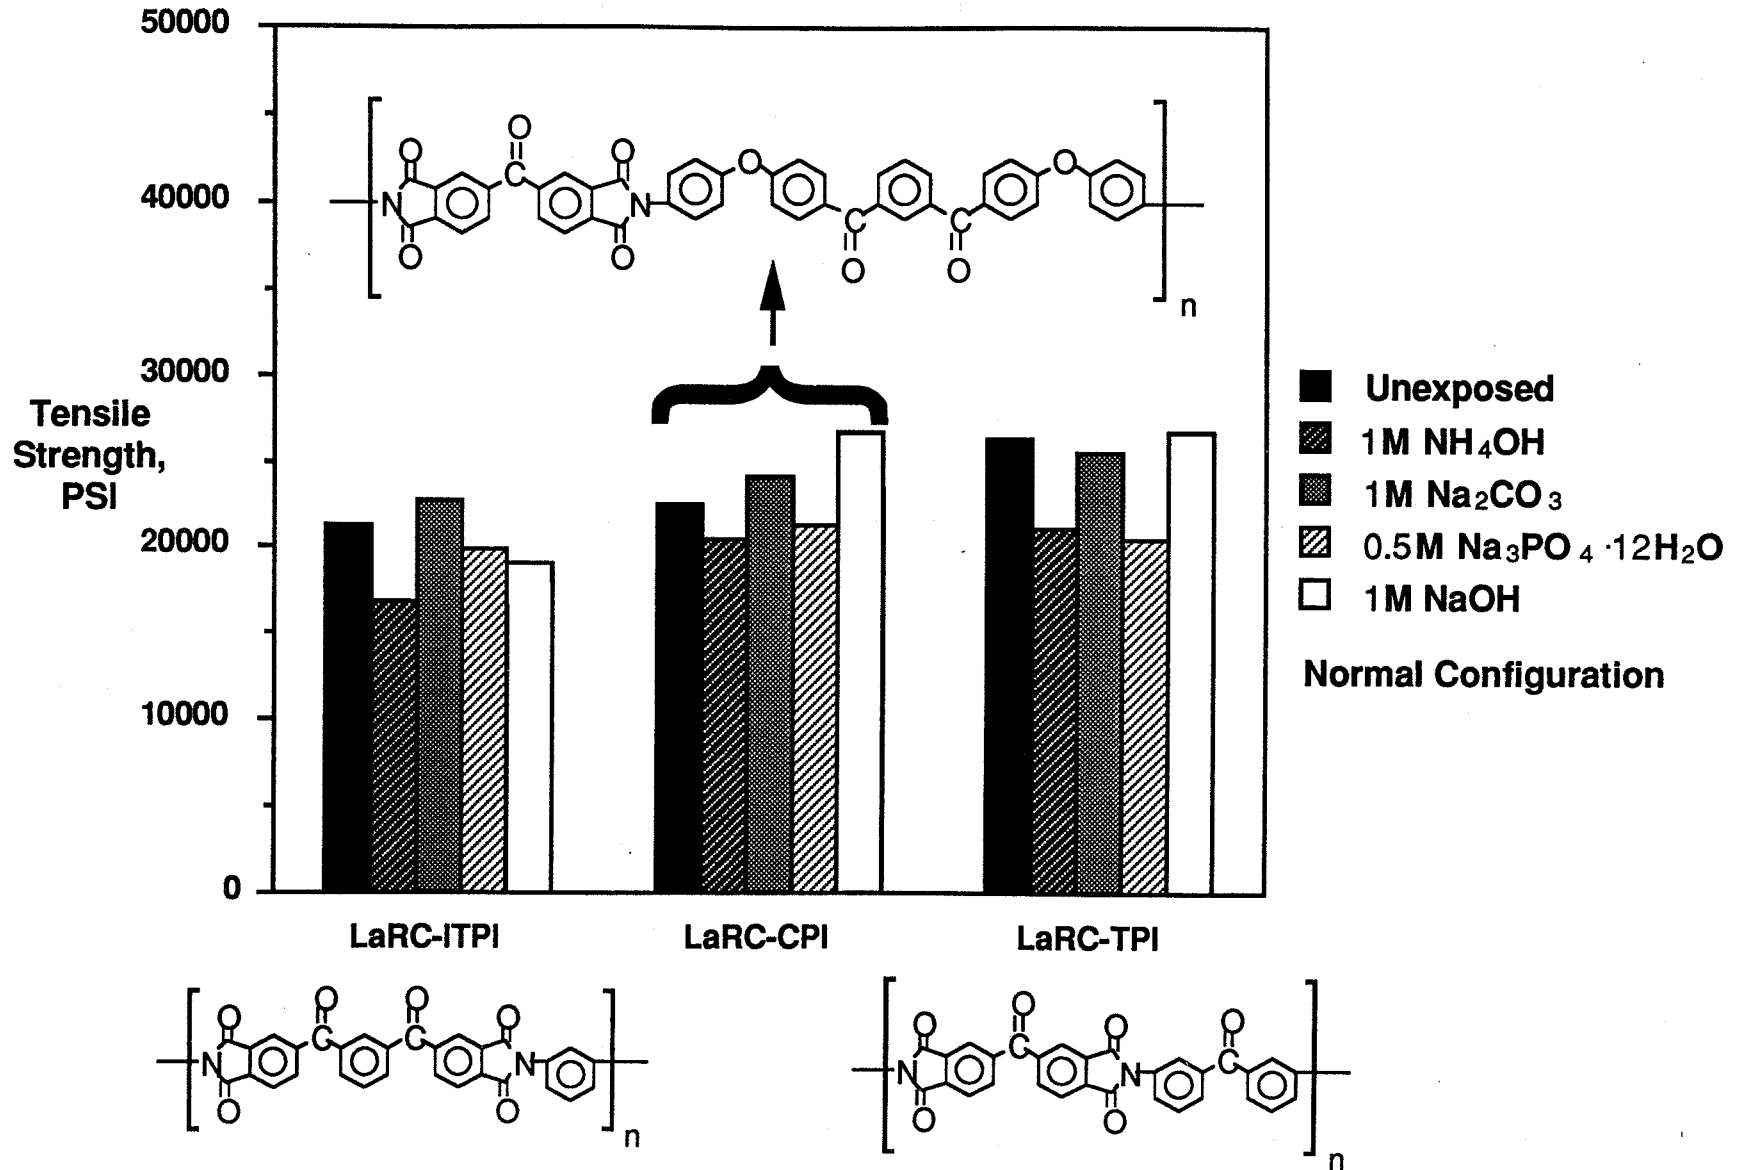 50000
40000
30000
20000
10000
0
Tensile
Strength,
PSI
O
O
O
C
N
N
O
O
O
O
C
C
O
O
n
Unexposed
1M NH₄OH
1M Na₂CO₃
0.5M Na₃PO₄ ·12H₂O
1M NaOH
Normal Configuration
LaRC-ITPI
LaRC-CPI
LaRC-TPI
O
O
O
O
C
C
N
N
O
O
n
O
O
O
O
C
C
N
N
O
O
n